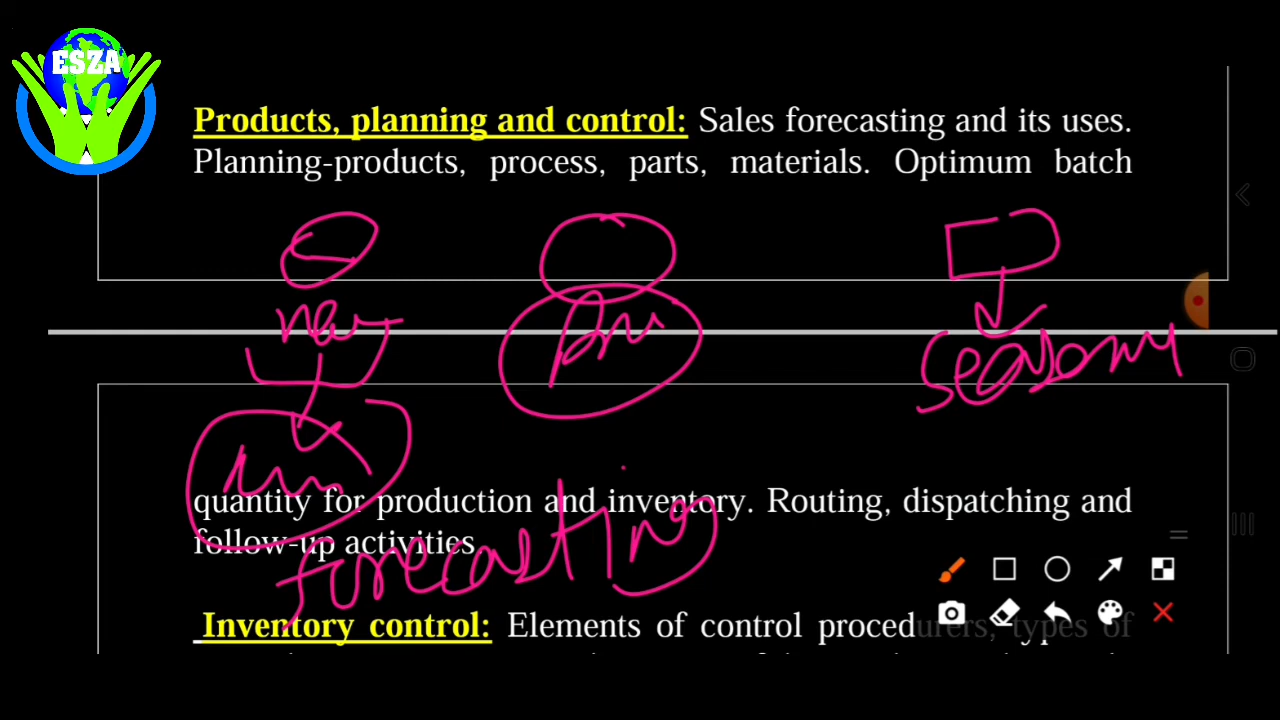 ESZA
Products, planning and control: Sales forecasting and its uses.
Planning-products, process, parts, materials. Optimum batch
new
seasonal
quantity for production and inventory. Routing, dispatching and
follow-up activities.
forecasting
Inventory control: Elements of control procedurers, types of